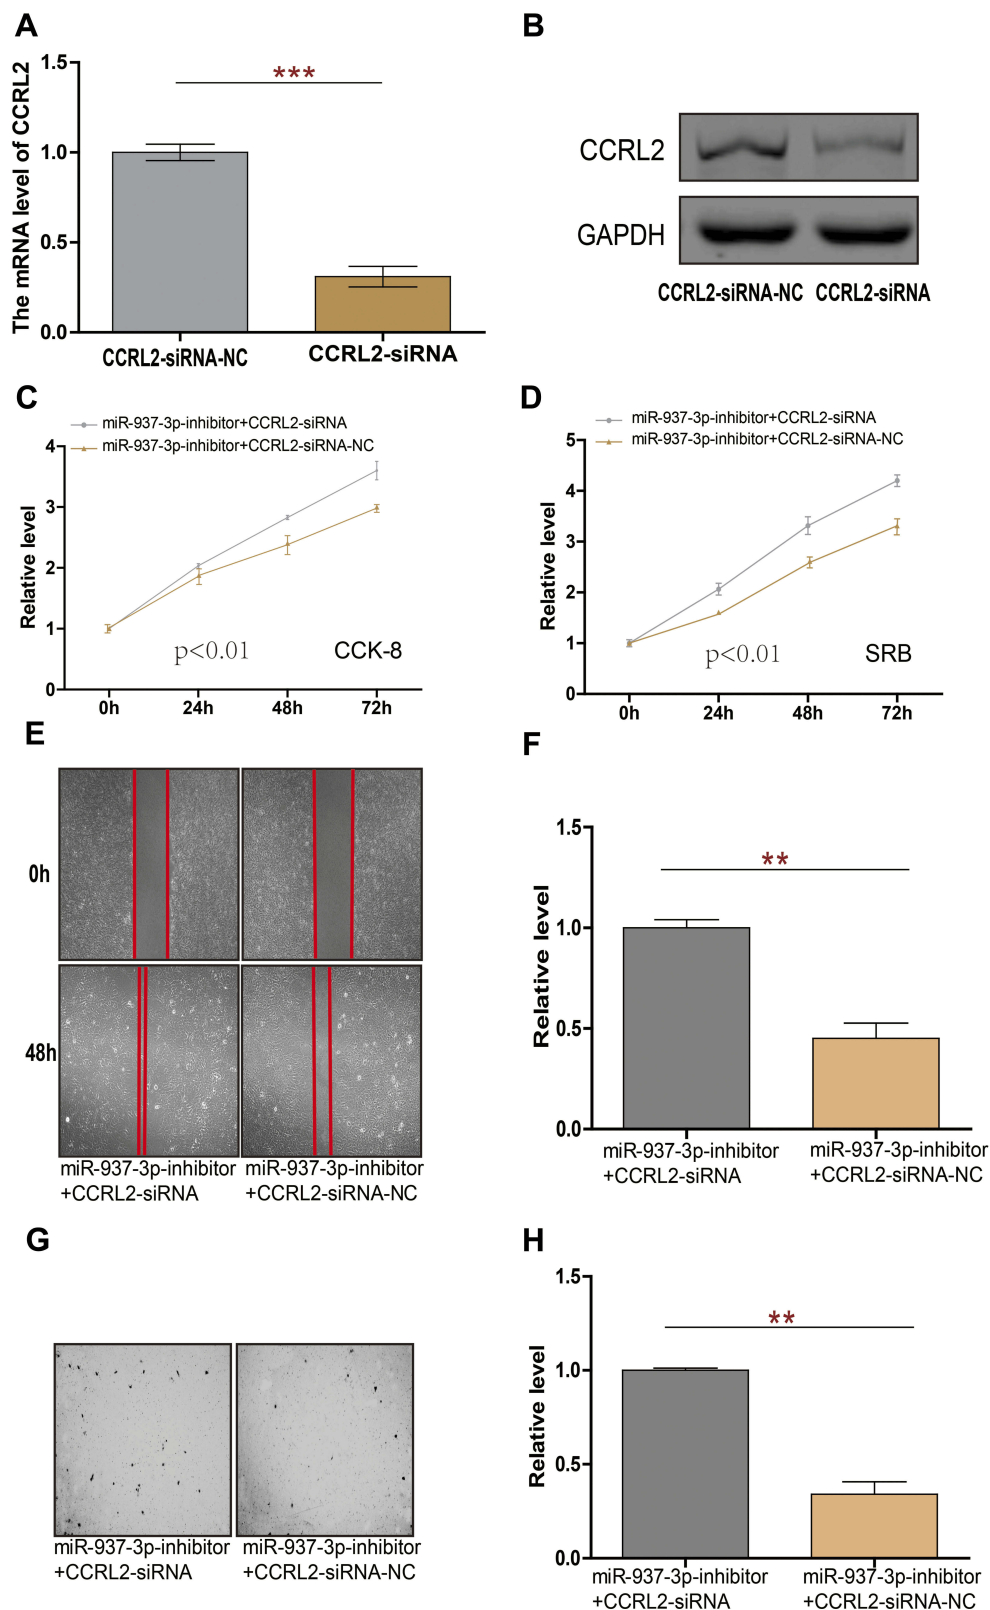 A
The mRNA level of CCRL2
1.5
1.0
0.5
0.0
***
CCRL2-siRNA-NC
CCRL2-siRNA
B
CCRL2
GAPDH
CCRL2-siRNA-NC
CCRL2-siRNA
C
miR-937-3p-inhibitor+CCRL2-siRNA
miR-937-3p-inhibitor+CCRL2-siRNA-NC
Relative level
4
3
2
1
0
p<0.01
CCK-8
0h
24h
48h
72h
D
miR-937-3p-inhibitor+CCRL2-siRNA
miR-937-3p-inhibitor+CCRL2-siRNA-NC
Relative level
5
4
3
2
1
0
p<0.01
SRB
0h
24h
48h
72h
E
0h
48h
miR-937-3p-inhibitor
+CCRL2-siRNA
miR-937-3p-inhibitor
+CCRL2-siRNA-NC
F
Relative level
1.5
1.0
0.5
0.0
**
miR-937-3p-inhibitor
+CCRL2-siRNA
miR-937-3p-inhibitor
+CCRL2-siRNA-NC
G
miR-937-3p-inhibitor
+CCRL2-siRNA
miR-937-3p-inhibitor
+CCRL2-siRNA-NC
H
Relative level
1.5
1.0
0.5
0.0
**
miR-937-3p-inhibitor
+CCRL2-siRNA
miR-937-3p-inhibitor
+CCRL2-siRNA-NC